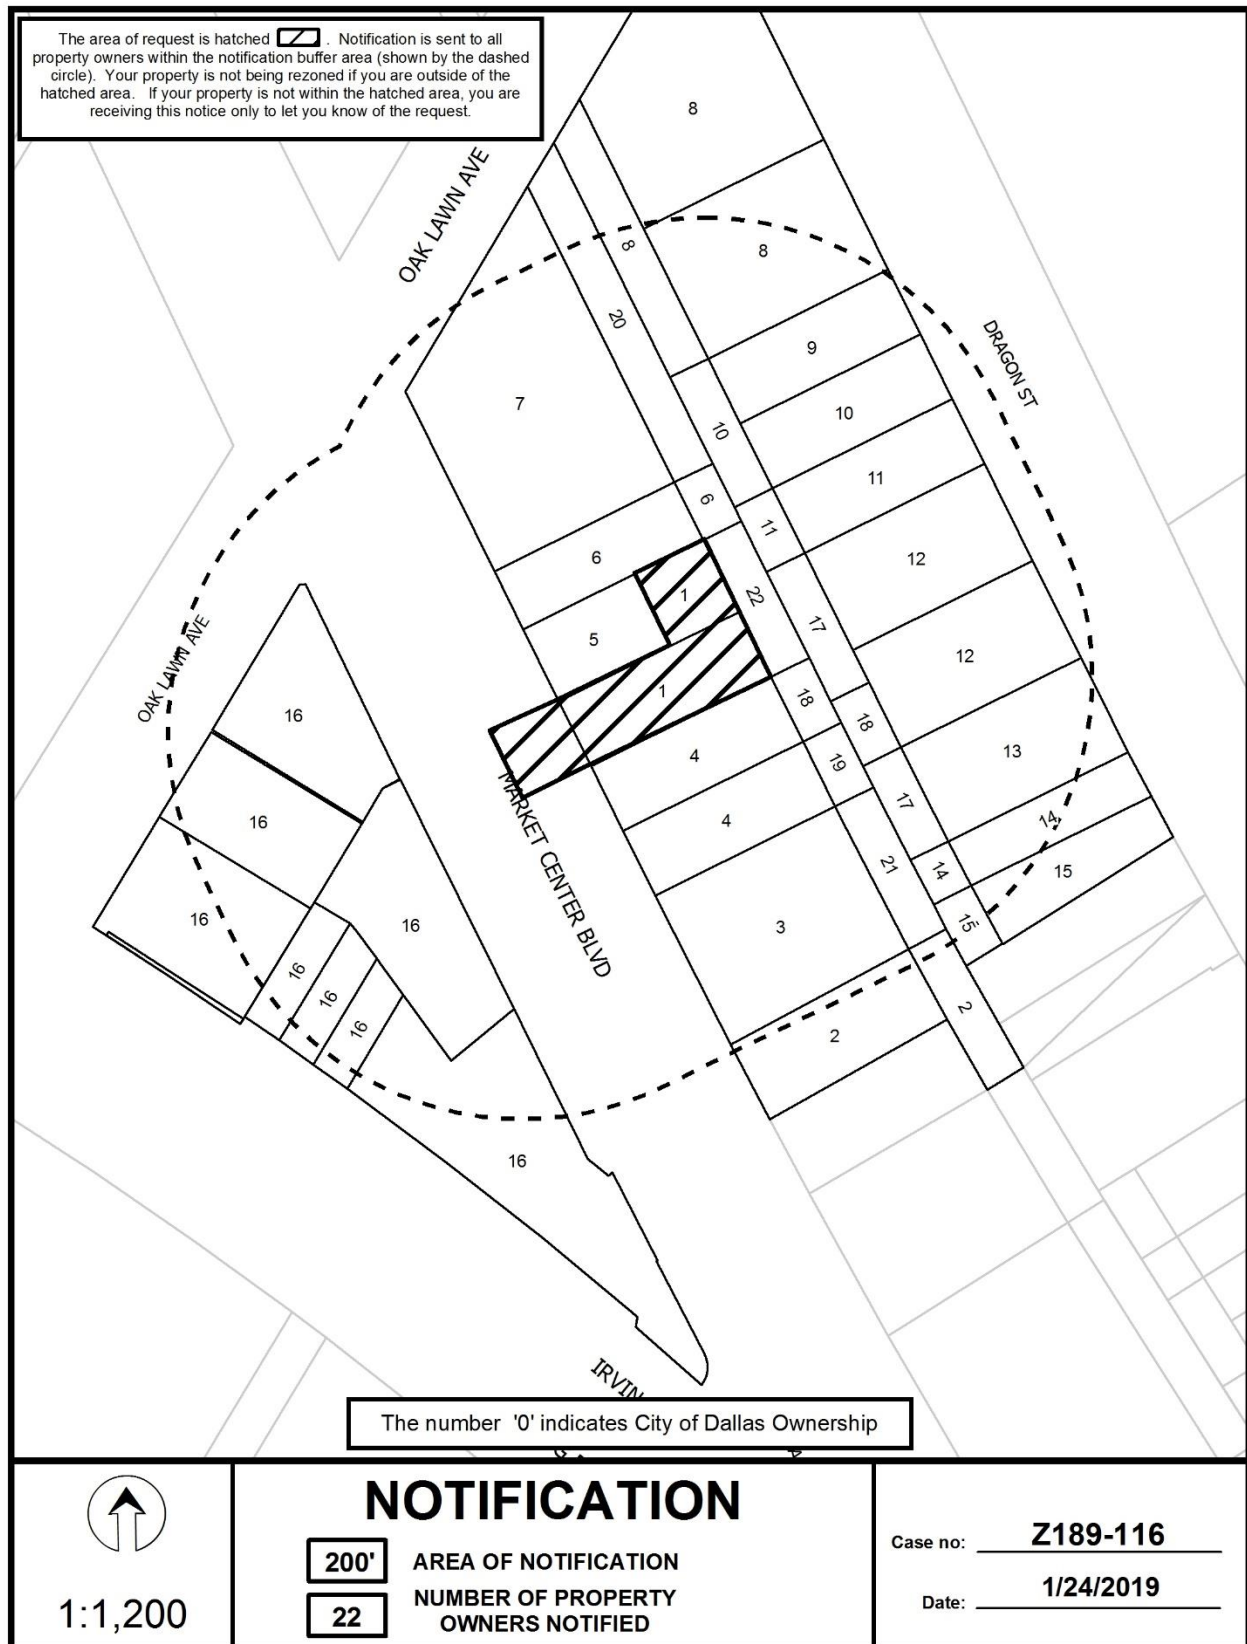 The area of request is hatched . Notification is sent to all
property owners within the notification buffer area (shown by the dashed
circle). Your property is not being rezoned if you are outside of the
hatched area. If your property is not within the hatched area, you are
receiving this notice only to let you know of the request.
8
OAK LAWN AVE
8
8
20
DRAGON ST
9
7
10
10
11
6
11
6
12
1
22
5
17
12
OAK LAWN AVE
1
18
16
18
13
4
19
MARKET CENTER BLVD
17
16
4
14
21
14
15
16
16
3
15
16
16
2
16
2
16
IRVIN
The number '0' indicates City of Dallas Ownership
1:1,200
NOTIFICATION
200' AREA OF NOTIFICATION
22 NUMBER OF PROPERTY
OWNERS NOTIFIED
Case no: Z189-116
Date: 1/24/2019